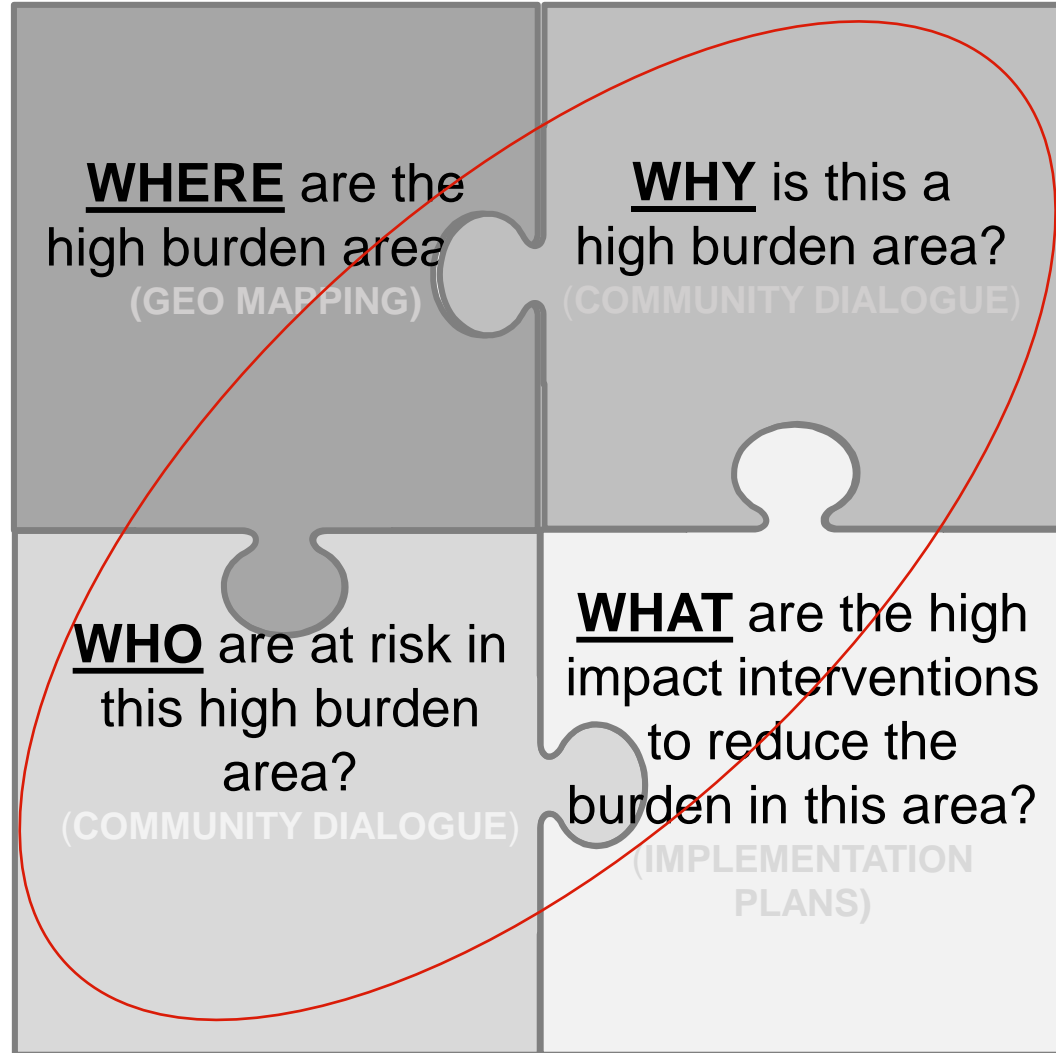 WHERE are the
high burden area
(GEO MAPPING)
WHY is this a
high burden area?
(COMMUNITY DIALOGUE)
WHO are at risk in
this high burden
area?
(COMMUNITY DIALOGUE)
WHAT are the high
impact interventions
to reduce the
burden in this area?
(IMPLEMENTATION
PLANS)